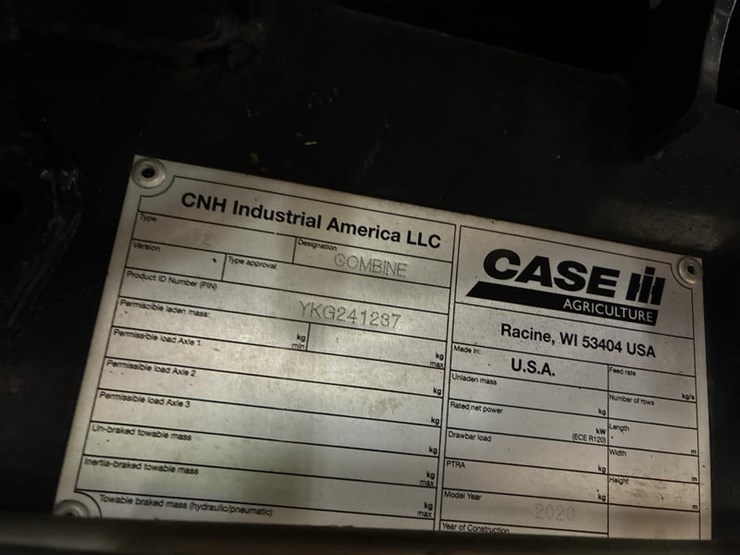 CNH Industrial America LLC
Type
Designation
COMBINE
Version
Type approval
Product ID Number (PIN)
YKG241237
Permissible laden mass:
kg
min
kg
max
Permissible load Axle 1
kg
Permissible load Axle 2
kg
Permissible load Axle 3
kg
Un-braked towable mass
kg
max
Inertia-braked towable mass
kg
max
Towable braked mass (hydraulic/pneumatic)
CASE IH
AGRICULTURE
Racine, WI 53404 USA
Made in:
U.S.A.
Feed rate
kg/s
Unladen mass
kg
Number of rows
Rated net power
kW
(ECE R120)
Length
m
Drawbar load
kg
Width
m
PTRA
kg
Height
m
Model Year
2020
Year of Construction